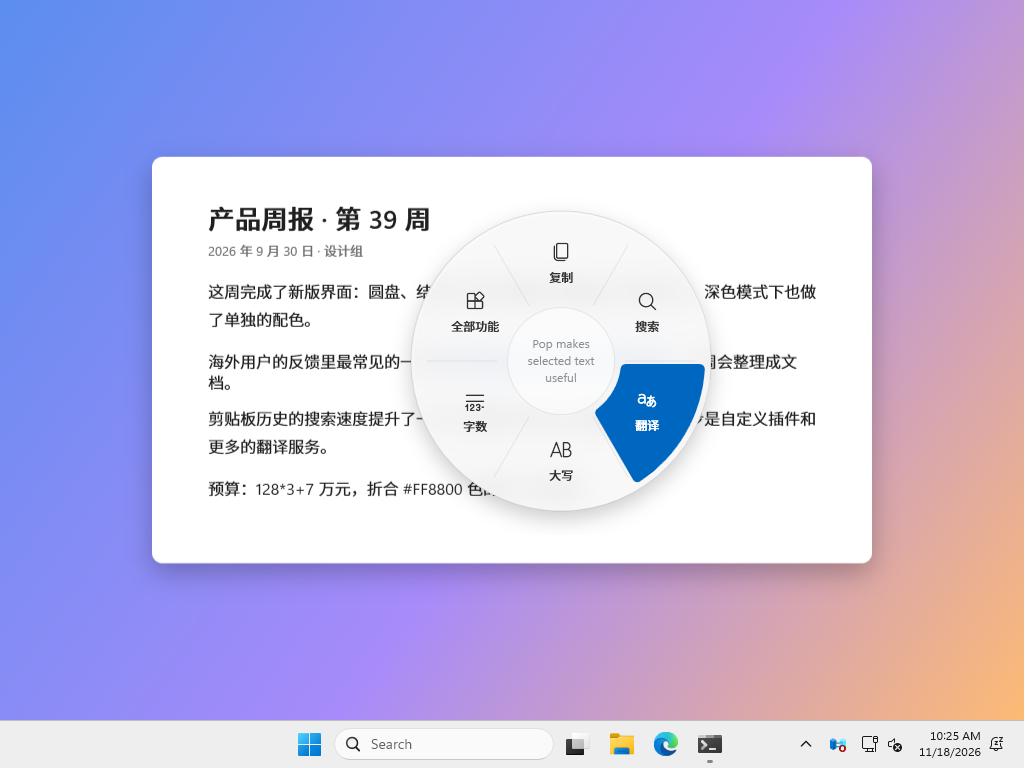 产品周报 · 第 39 周
2026 年 9 月 30 日 · 设计组
这周完成了新版界面：圆盘、
深色模式下也做
了单独的配色。
海外用户的反馈里最常见的一
周会整理成文
档。
剪贴板历史的搜索速度提升了一
是自定义插件和
更多的翻译服务。
预算：128*3+7 万元，折合 #FF8800 色
复制
全部功能
搜索
Pop makes
selected text
useful
aあ
翻译
123-
字数
AB
大写
Search
10:25 AM
11/18/2026